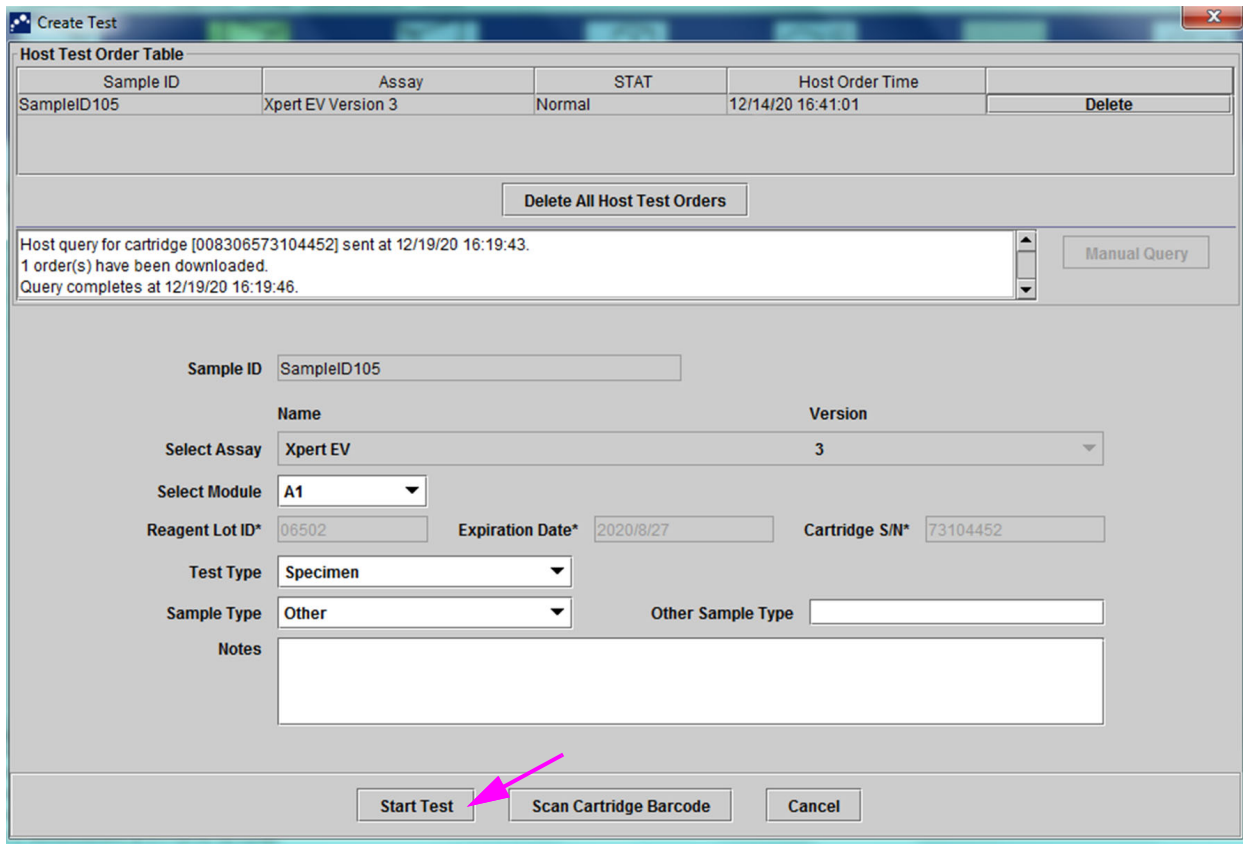 Create Test
Host Test Order Table
Sample ID Assay STAT Host Order Time
SampleID105 Xpert EV Version 3 Normal 12/14/20 16:41:01 Delete
Delete All Host Test Orders
Host query for cartridge [008306573104452] sent at 12/19/20 16:19:43.
1 order(s) have been downloaded.
Query completes at 12/19/20 16:19:46.
Manual Query
Sample ID SampleID105
Name Version
Select Assay Xpert EV 3
Select Module A1
Reagent Lot ID* 06502 Expiration Date* 2020/8/27 Cartridge S/N* 73104452
Test Type Specimen
Sample Type Other Other Sample Type
Notes
Start Test Scan Cartridge Barcode Cancel